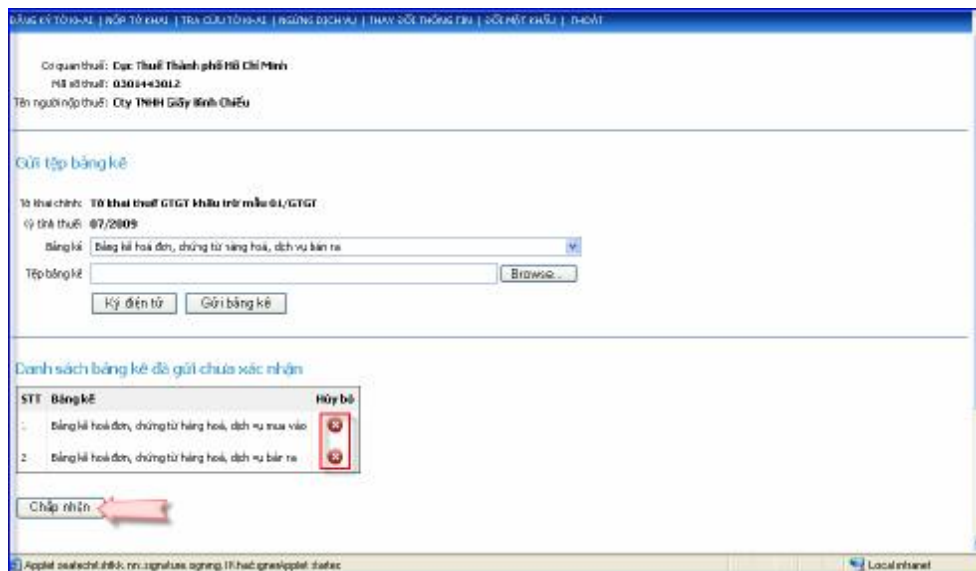 ĐĂNG KÝ TỜ KHAI | NỘP TỜ KHAI | TRA CỨU TỜ KHAI | NGỪNG DỊCH VỤ | THAY ĐỔI THÔNG TIN | ĐỔI MẬT KHẨU | THOÁT
Cơ quan thuế: Cục Thuế Thành phố Hồ Chí Minh
Mã số thuế: 0301443012
Tên người nộp thuế: Cty TNHH Giấy Bình Chiểu
Gửi tệp bảng kê
Tờ khai chính: Tờ khai thuế GTGT khấu trừ mẫu 01/GTGT
Kỳ tính thuế: 07/2009
Bảng kê Bảng kê hoá đơn, chứng từ hàng hoá, dịch vụ bán ra
Tệp bảng kê Browse...
Ký điện tử Gửi bảng kê
Danh sách bảng kê đã gửi chưa xác nhận
STT Bảng kê Hủy bỏ
1 Bảng kê hoá đơn, chứng từ hàng hoá, dịch vụ mua vào
2 Bảng kê hoá đơn, chứng từ hàng hoá, dịch vụ bán ra
Chấp nhận
Applet started Local intranet